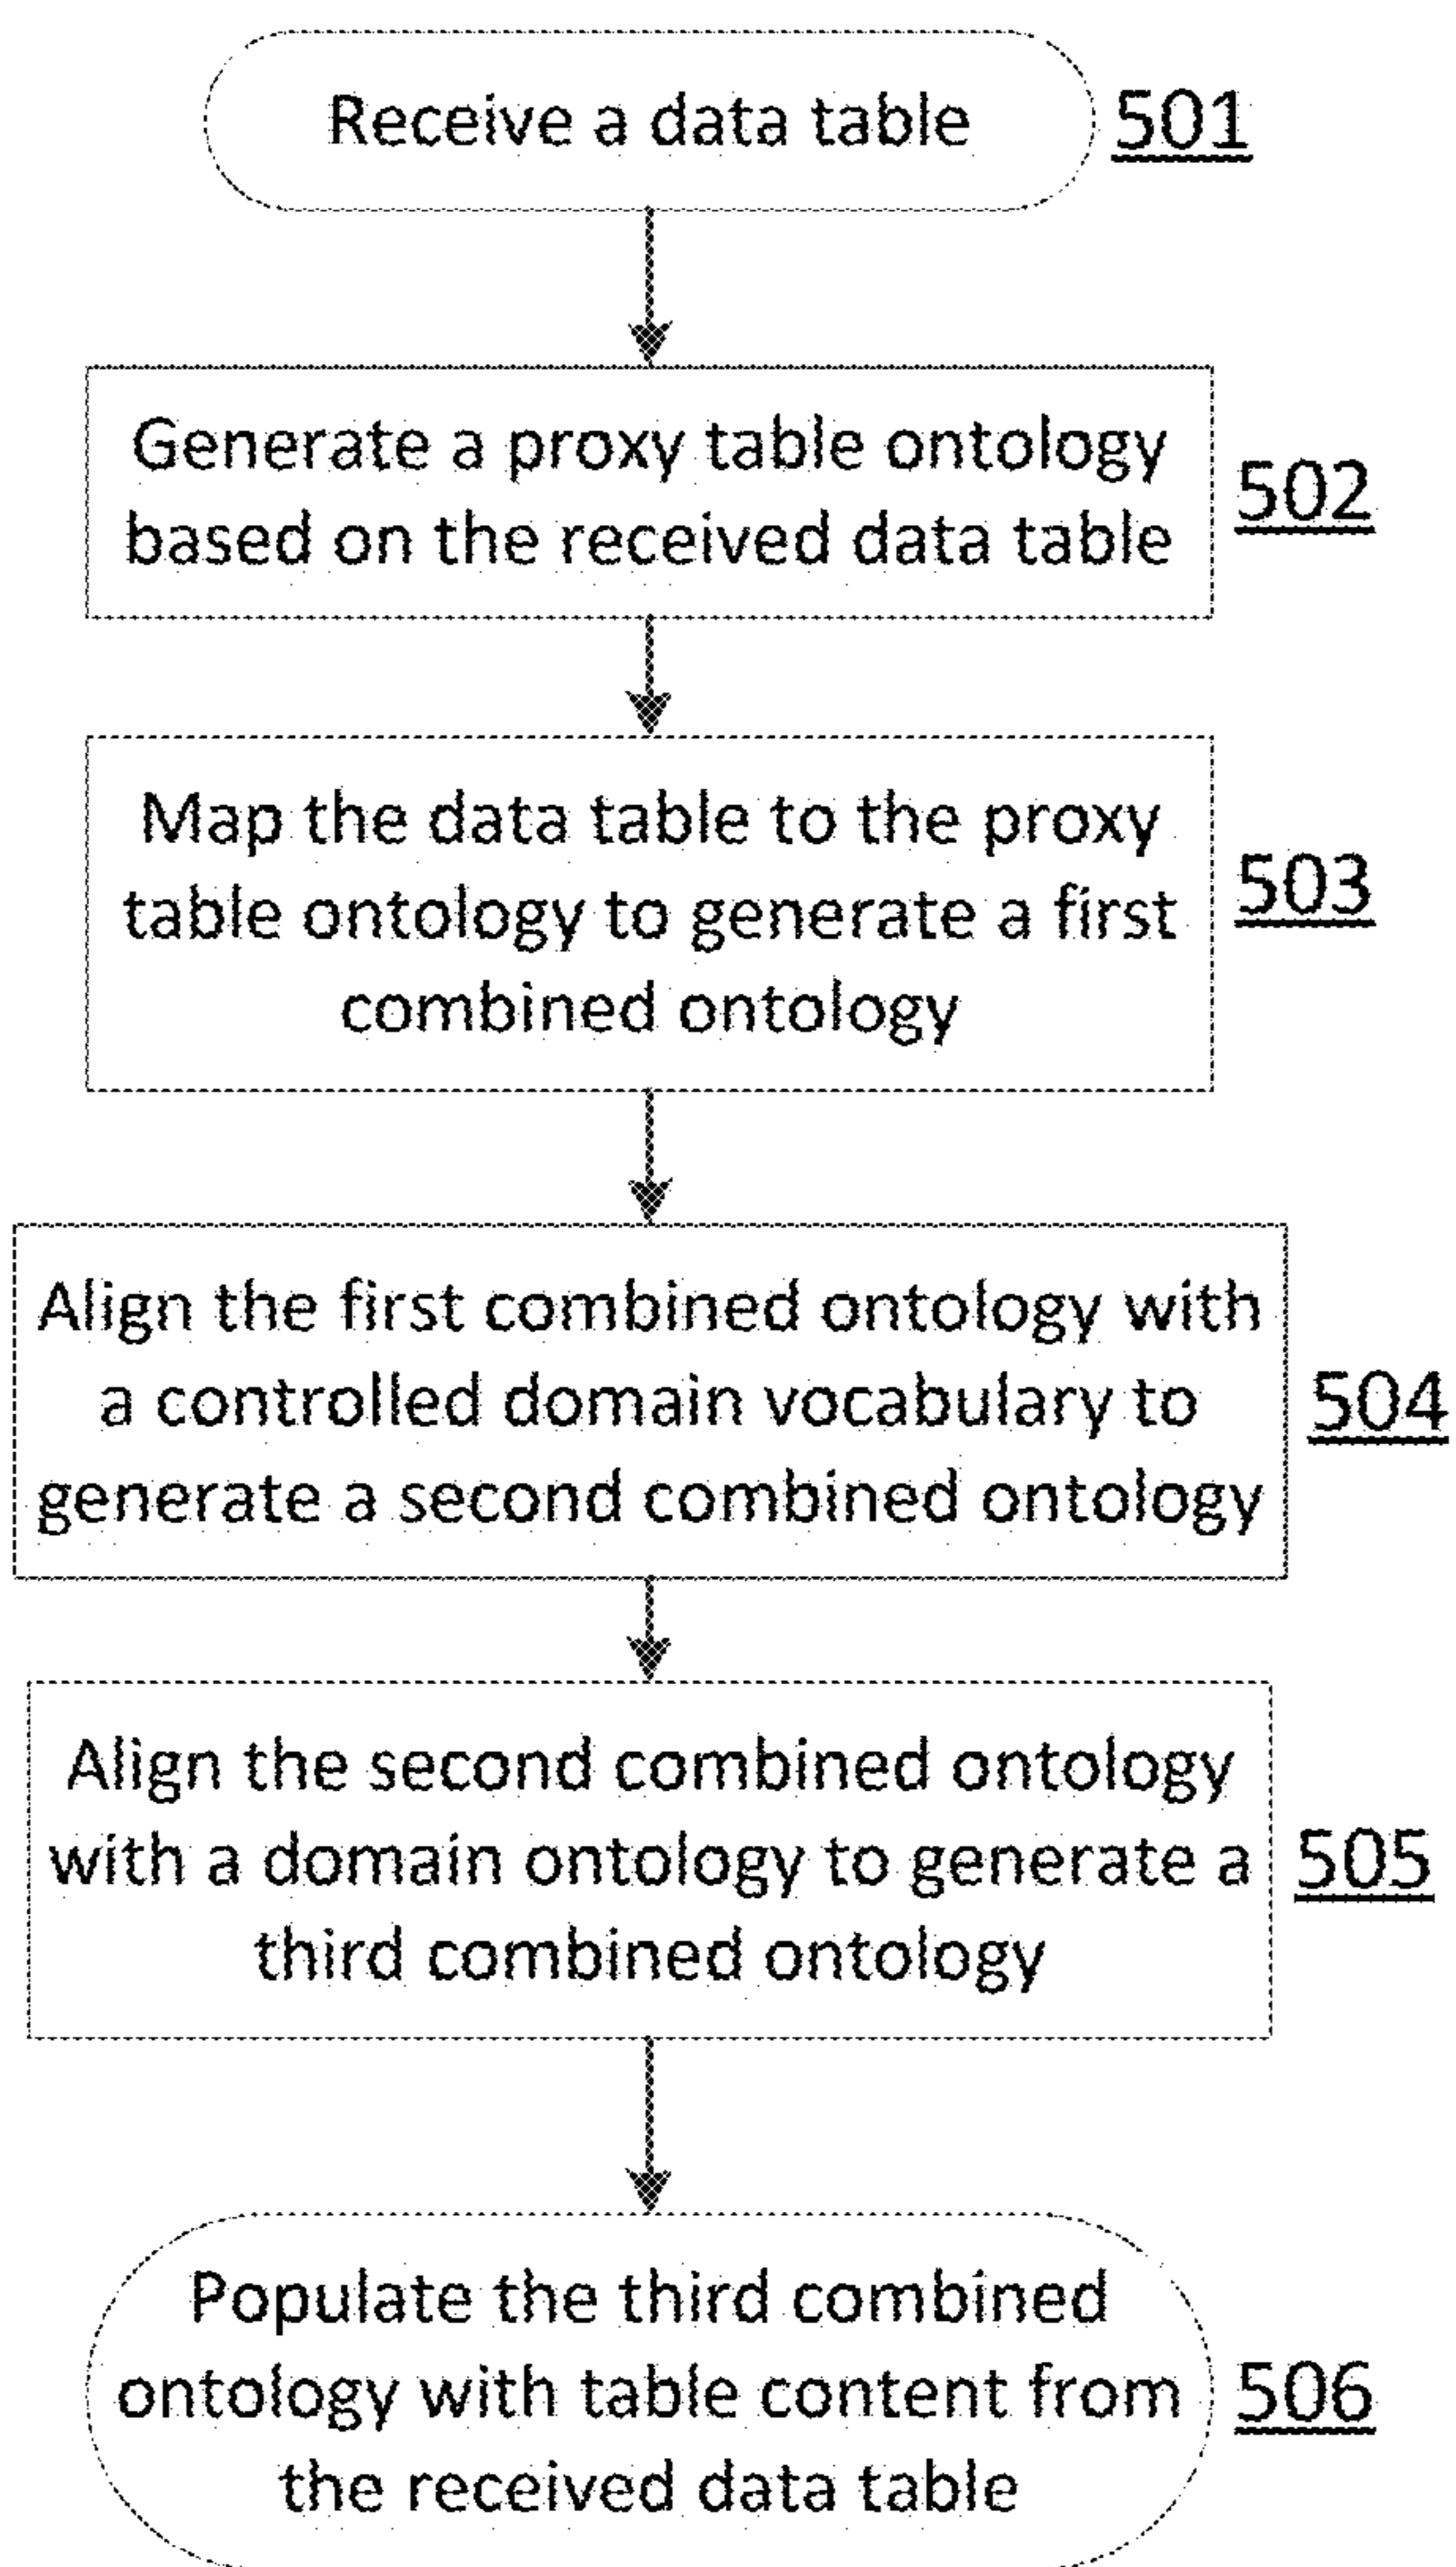 Receive a data table
501
Generate a proxy table ontology
based on the received data table
502
Map the data table to the proxy
table ontology to generate a first
combined ontology
503
Align the first combined ontology with
a controlled domain vocabulary to
generate a second combined ontology
504
Align the second combined ontology
with a domain ontology to generate a
third combined ontology
505
Populate the third combined
ontology with table content from
the received data table
506